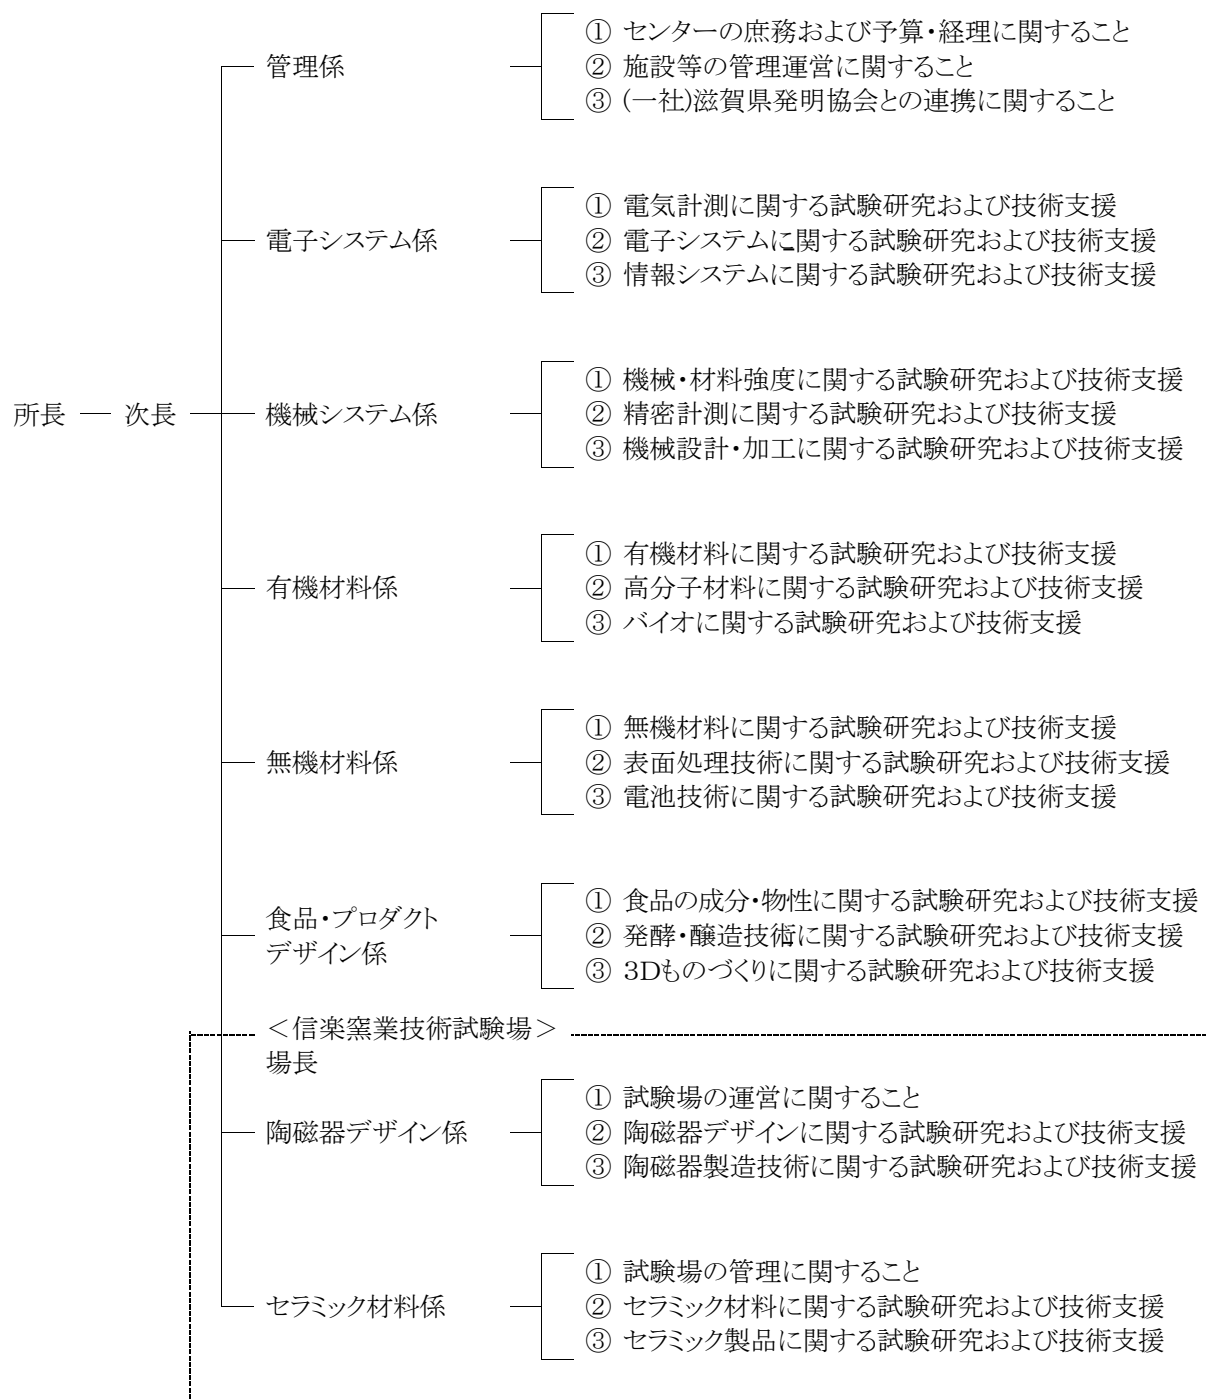 ① センターの庶務および予算・経理に関すること
管理係
② 施設等の管理運営に関すること
③ (一社)滋賀県発明協会との連携に関すること
① 電気計測に関する試験研究および技術支援
電子システム係
② 電子システムに関する試験研究および技術支援
③ 情報システムに関する試験研究および技術支援
① 機械・材料強度に関する試験研究および技術支援
所長
次長
機械システム係
② 精密計測に関する試験研究および技術支援
③ 機械設計・加工に関する試験研究および技術支援
① 有機材料に関する試験研究および技術支援
有機材料係
② 高分子材料に関する試験研究および技術支援
③ バイオに関する試験研究および技術支援
① 無機材料に関する試験研究および技術支援
無機材料係
② 表面処理技術に関する試験研究および技術支援
③ 電池技術に関する試験研究および技術支援
食品・プロダクト
デザイン係
① 食品の成分・物性に関する試験研究および技術支援
② 発酵・醸造技術に関する試験研究および技術支援
③ 3Dものづくりに関する試験研究および技術支援
＜信楽窯業技術試験場＞
場長
① 試験場の運営に関すること
陶磁器デザイン係
② 陶磁器デザインに関する試験研究および技術支援
③ 陶磁器製造技術に関する試験研究および技術支援
① 試験場の管理に関すること
セラミック材料係
② セラミック材料に関する試験研究および技術支援
③ セラミック製品に関する試験研究および技術支援